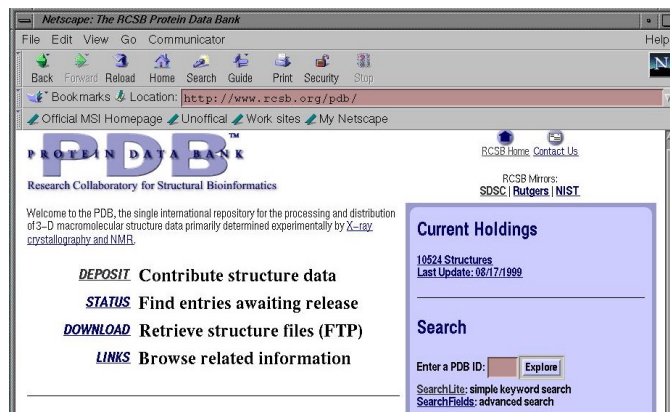 Netscape: The RCSB Protein Data Bank
File Edit View Go Communicator Help
Back Forward Reload Home Search Guide Print Security Stop
N
Bookmarks Location: http://www.rcsb.org/pdb/
Official MSI Homepage Unoffical Work sites My Netscape
PDB™
PROTEIN DATA BANK
Research Collaboratory for Structural Bioinformatics
RCSB Home Contact Us
RCSB Mirrors:
SDSC | Rutgers | NIST
Welcome to the PDB, the single international repository for the processing and distribution
of 3-D macromolecular structure data primarily determined experimentally by X-ray
crystallography and NMR.
DEPOSIT Contribute structure data
STATUS Find entries awaiting release
DOWNLOAD Retrieve structure files (FTP)
LINKS Browse related information
Current Holdings
10524 Structures
Last Update: 08/17/1999
Search
Enter a PDB ID: Explore
SearchLite: simple keyword search
SearchFields: advanced search